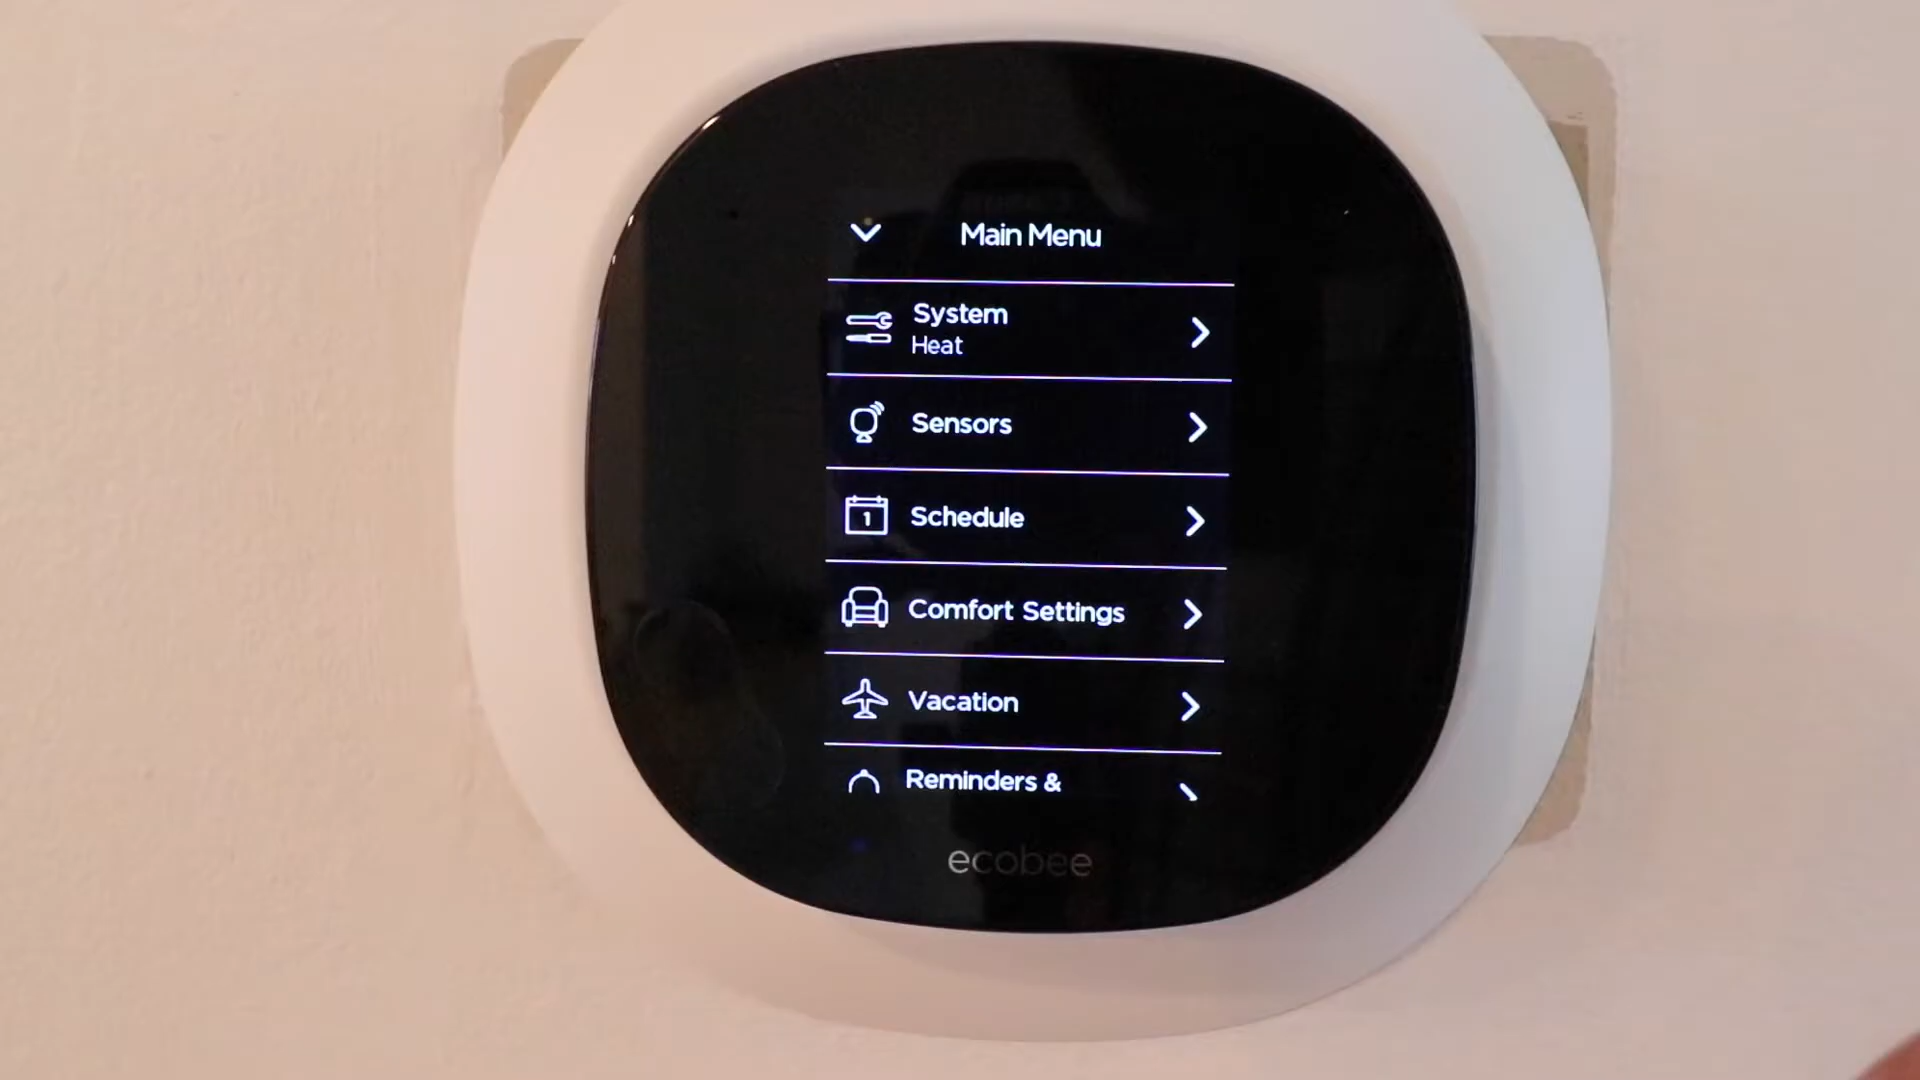 Main Menu
System
Heat
Sensors
1
Schedule
Comfort Settings
Vacation
Reminders &
ecobee